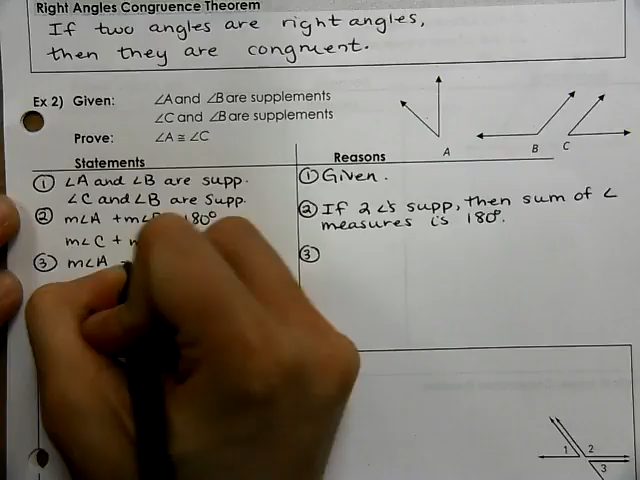 Right Angles Congruence Theorem
If two angles are right angles,
then they are congruent.
Ex 2) Given: ∠A and ∠B are supplements
∠C and ∠B are supplements
Prove: ∠A ≅ ∠C
A
B
C
Statements Reasons
① ∠A and ∠B are supp. ① Given.
∠C and ∠B are supp.
② m∠A + m∠ 180° ② If 2 ∠'s supp, then sum of ∠
measures is 180°.
m∠C +
③ m∠A ③
1 2
3